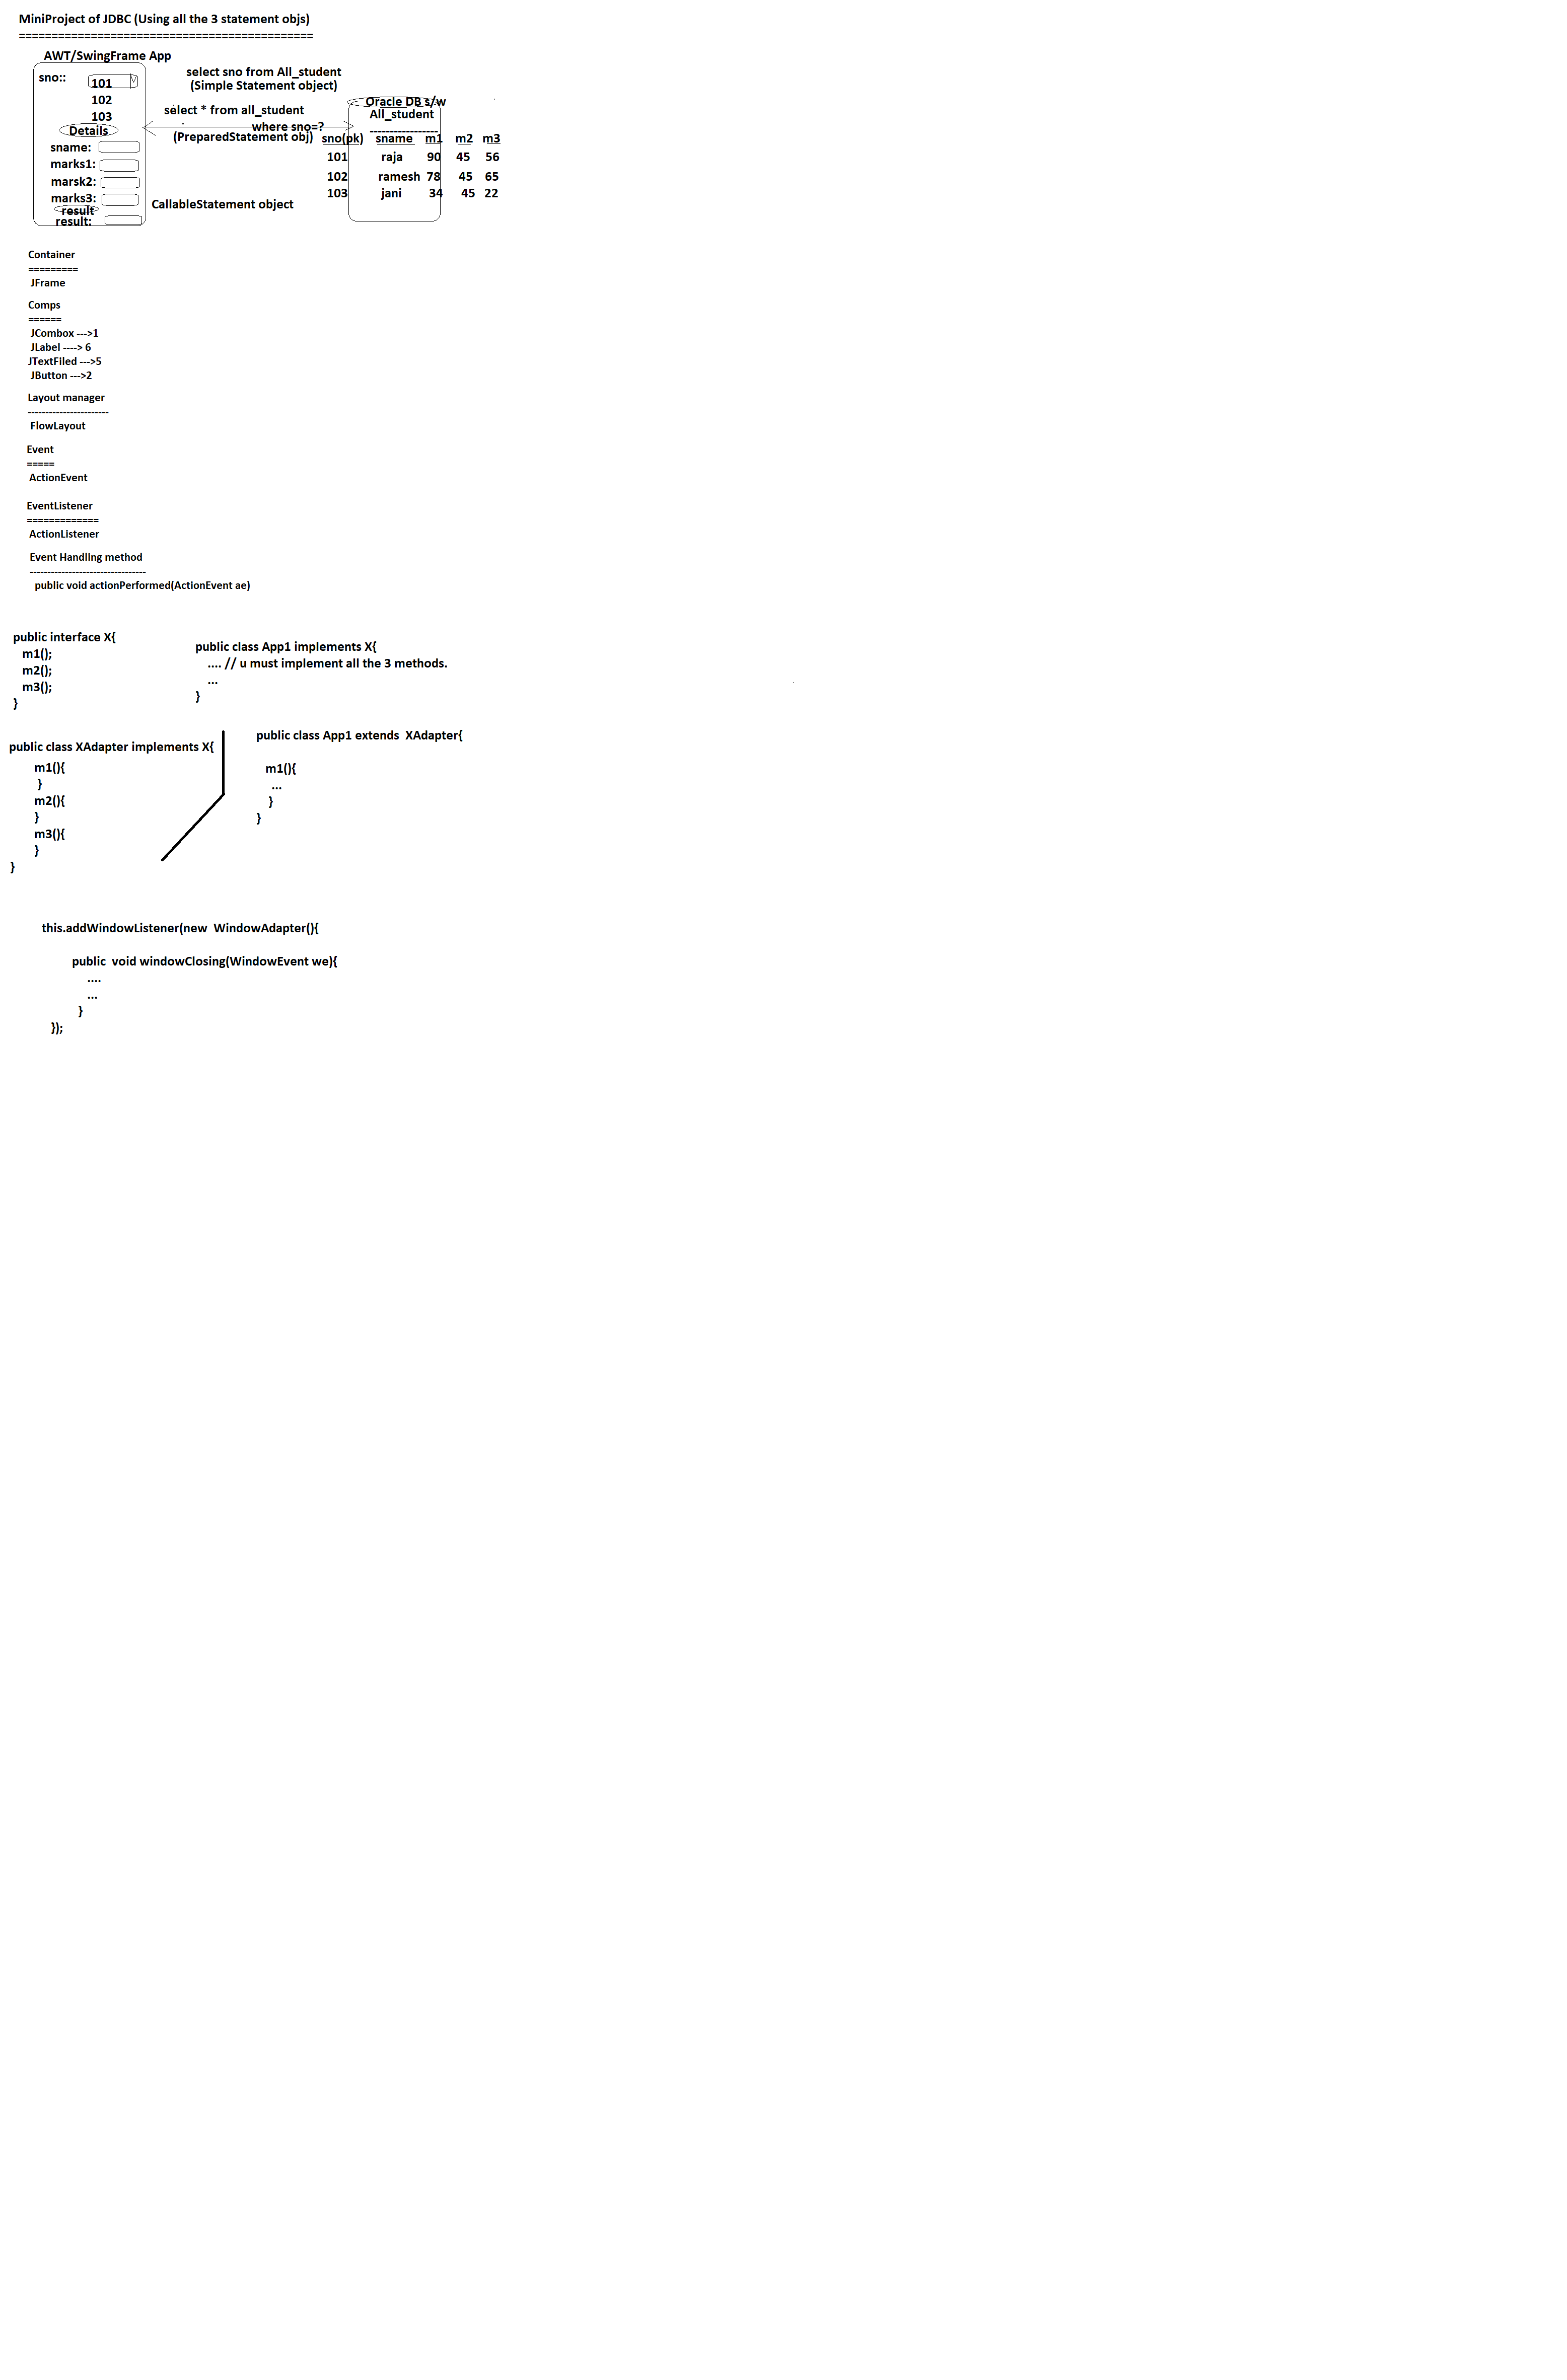 MiniProject of JDBC (Using all the 3 statement objs)
=============================================
AWT/SwingFrame App
sno::
101
V
102
103
Details
sname:
marks1:
marsk2:
marks3:
result
result:
select sno from All_student
(Simple Statement object)
select * from all_student
where sno=?
(PreparedStatement obj)
CallableStatement object
Oracle DB s/w
All_student
------------------
sno(pk) sname m1 m2 m3
101 raja 90 45 56
102 ramesh 78 45 65
103 jani 34 45 22
Container
=========
JFrame
Comps
======
JCombox --->1
JLabel ----> 6
JTextFiled --->5
JButton --->2
Layout manager
-----------------------
FlowLayout
Event
=====
ActionEvent
EventListener
=============
ActionListener
Event Handling method
---------------------------------
public void actionPerformed(ActionEvent ae)
public interface X{
m1();
m2();
m3();
}
public class App1 implements X{
.... // u must implement all the 3 methods.
...
}
public class XAdapter implements X{
m1(){
}
m2(){
}
m3(){
}
}
public class App1 extends XAdapter{
m1(){
...
}
}
this.addWindowListener(new WindowAdapter(){
public void windowClosing(WindowEvent we){
....
...
}
});